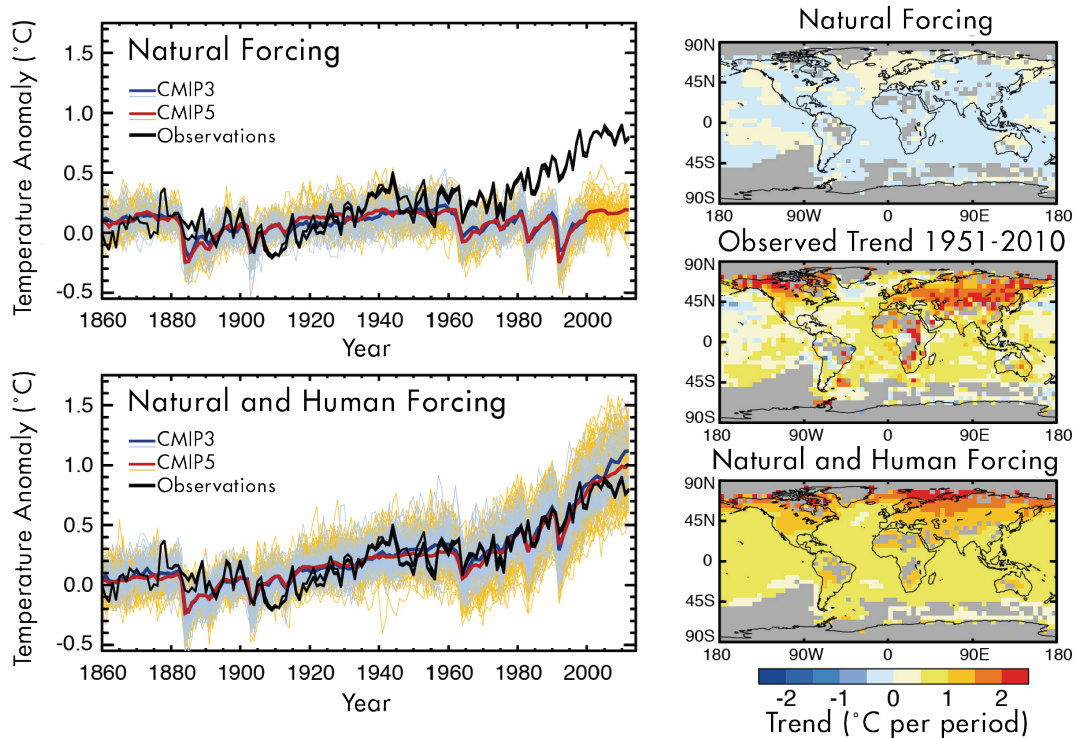 Natural Forcing
Temperature Anomaly (°C)
1.5
1.0
0.5
0.0
-0.5
CMIP3
CMIP5
Observations
1860 1880 1900 1920 1940 1960 1980 2000
Year
Natural and Human Forcing
Temperature Anomaly (°C)
1.5
1.0
0.5
0.0
-0.5
CMIP3
CMIP5
Observations
1860 1880 1900 1920 1940 1960 1980 2000
Year
Natural Forcing
90N
45N
0
45S
90S
180 90W 0 90E 180
Observed Trend 1951-2010
90N
45N
0
45S
90S
180 90W 0 90E 180
Natural and Human Forcing
90N
45N
0
45S
90S
180 90W 0 90E 180
-2 -1 0 1 2
Trend (°C per period)